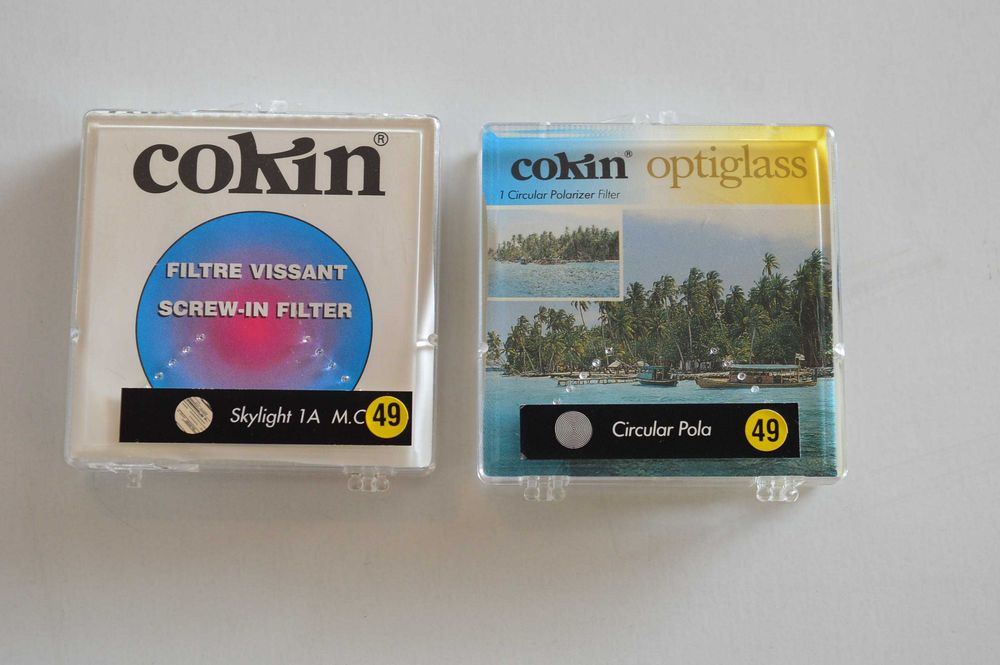 cokin®
FILTRE VISSANT
SCREW-IN FILTER
Skylight 1A M.C
49
cokin® optiglass
1 Circular Polarizer Filter
Circular Pola
49